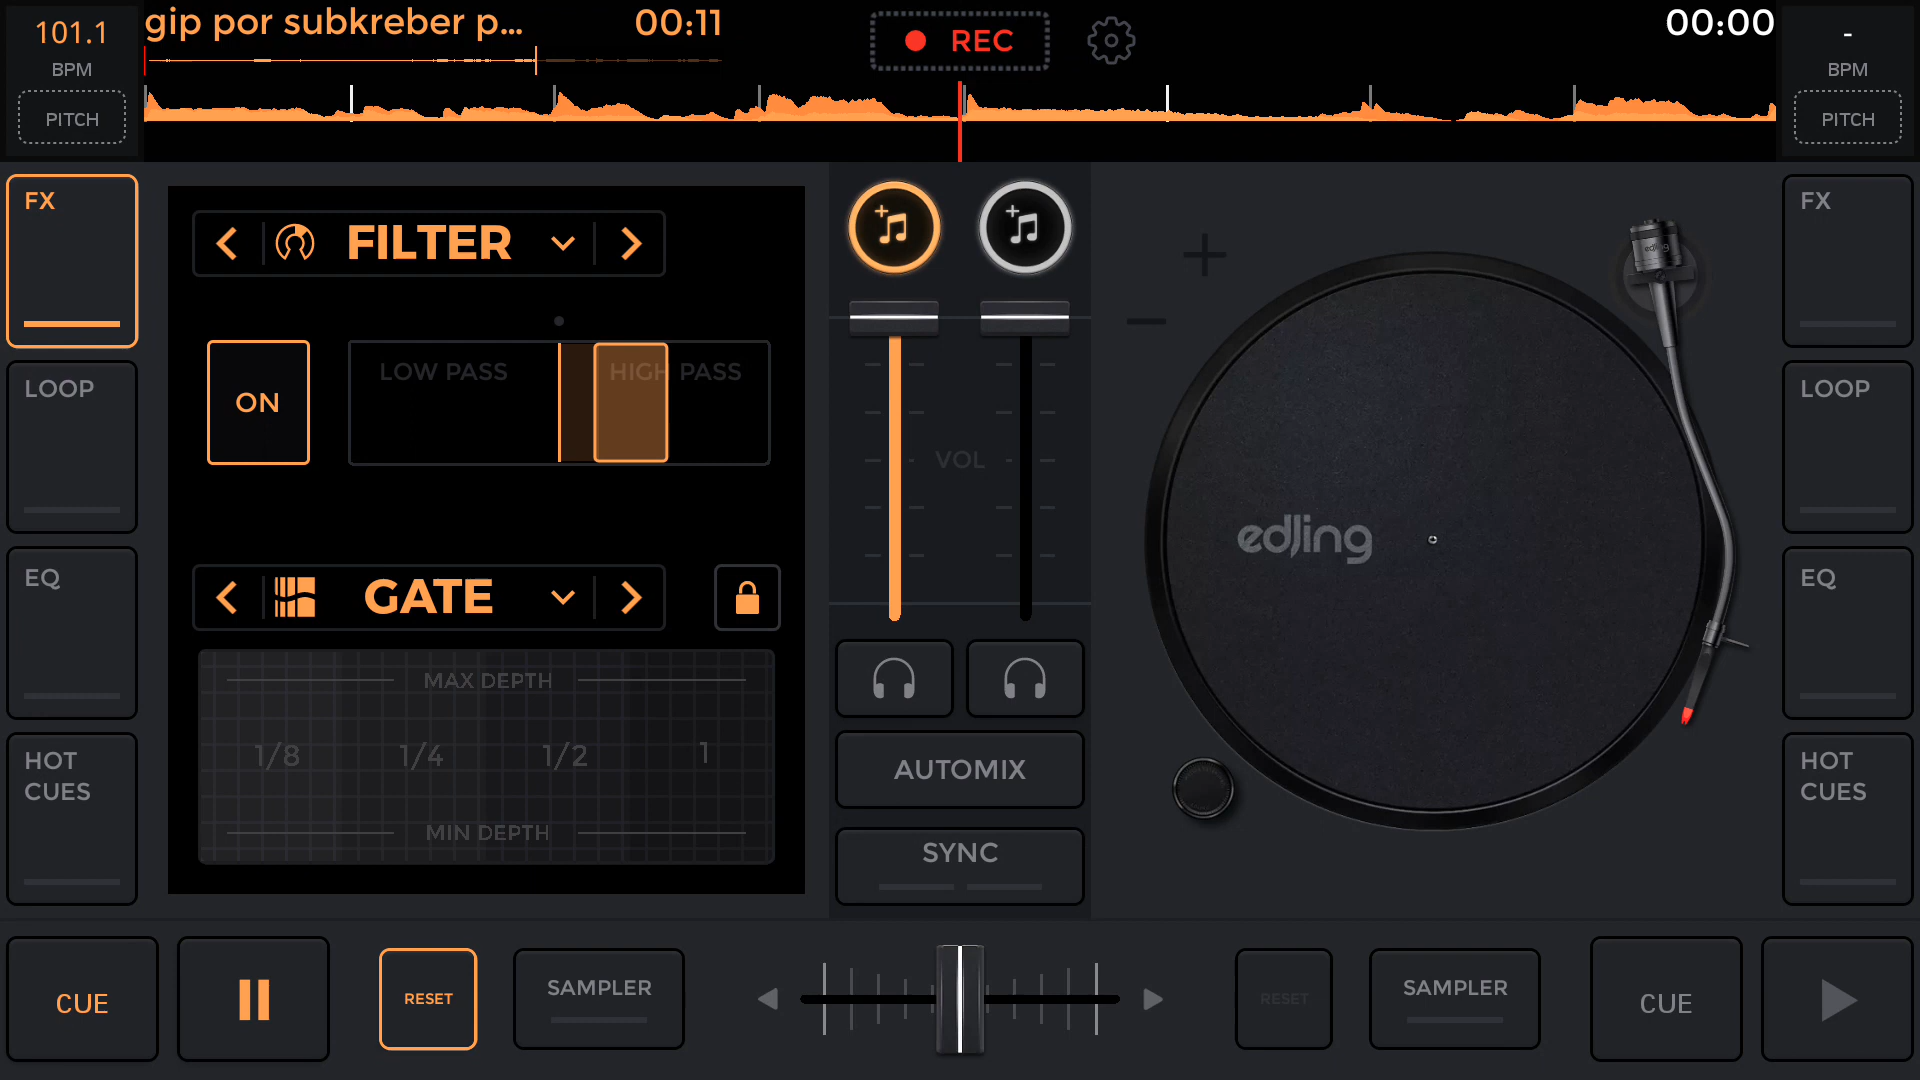 101.1
BPM
PITCH
gip por subkreber p...
00:11
REC
00:00
-
BPM
PITCH
FX
LOOP
EQ
HOT
CUES
FILTER
ON
LOW PASS
HIGH PASS
GATE
MAX DEPTH
1/8
1/4
1/2
1
MIN DEPTH
VOL
AUTOMIX
SYNC
edjing
edjing
FX
LOOP
EQ
HOT
CUES
CUE
RESET
SAMPLER
RESET
SAMPLER
CUE